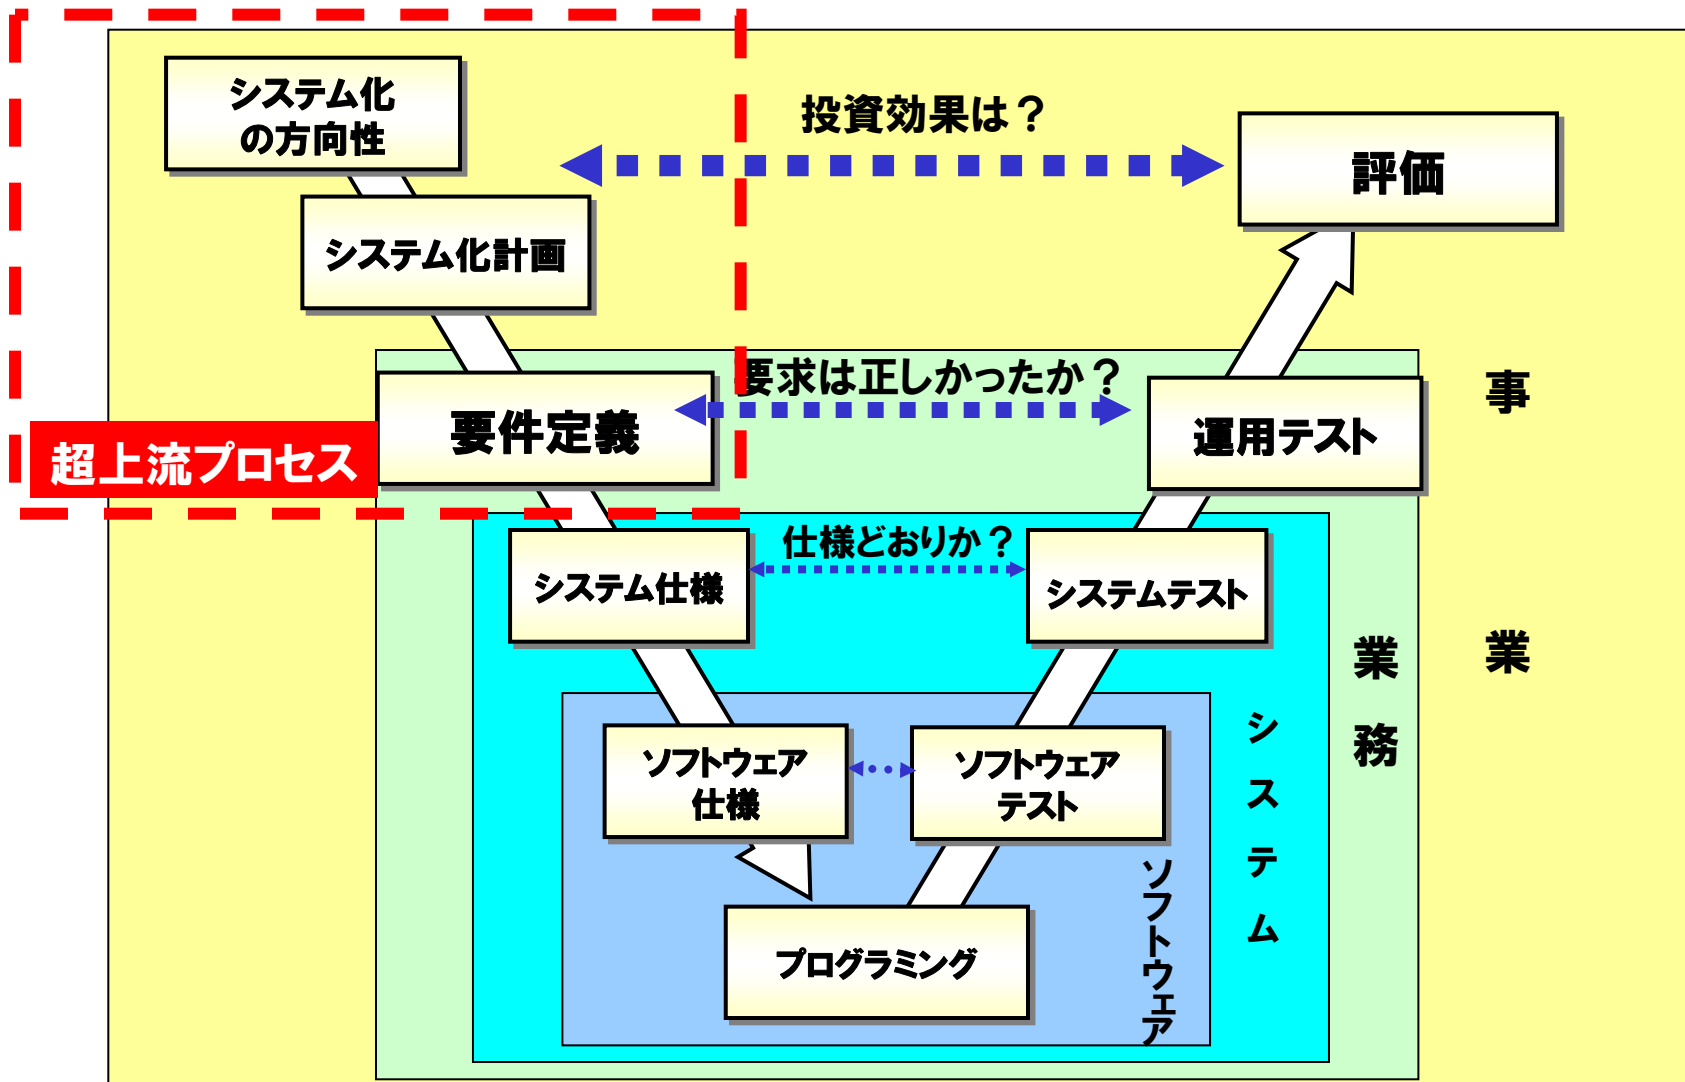 システム化
の方向性
投資効果は？
評価
システム化計画
要求は正しかったか？
事業
要件定義
運用テスト
超上流プロセス
仕様どおりか？
システム仕様
システムテスト
業務
システム
ソフトウェア
仕様
ソフトウェア
テスト
ソフトウェア
プログラミング